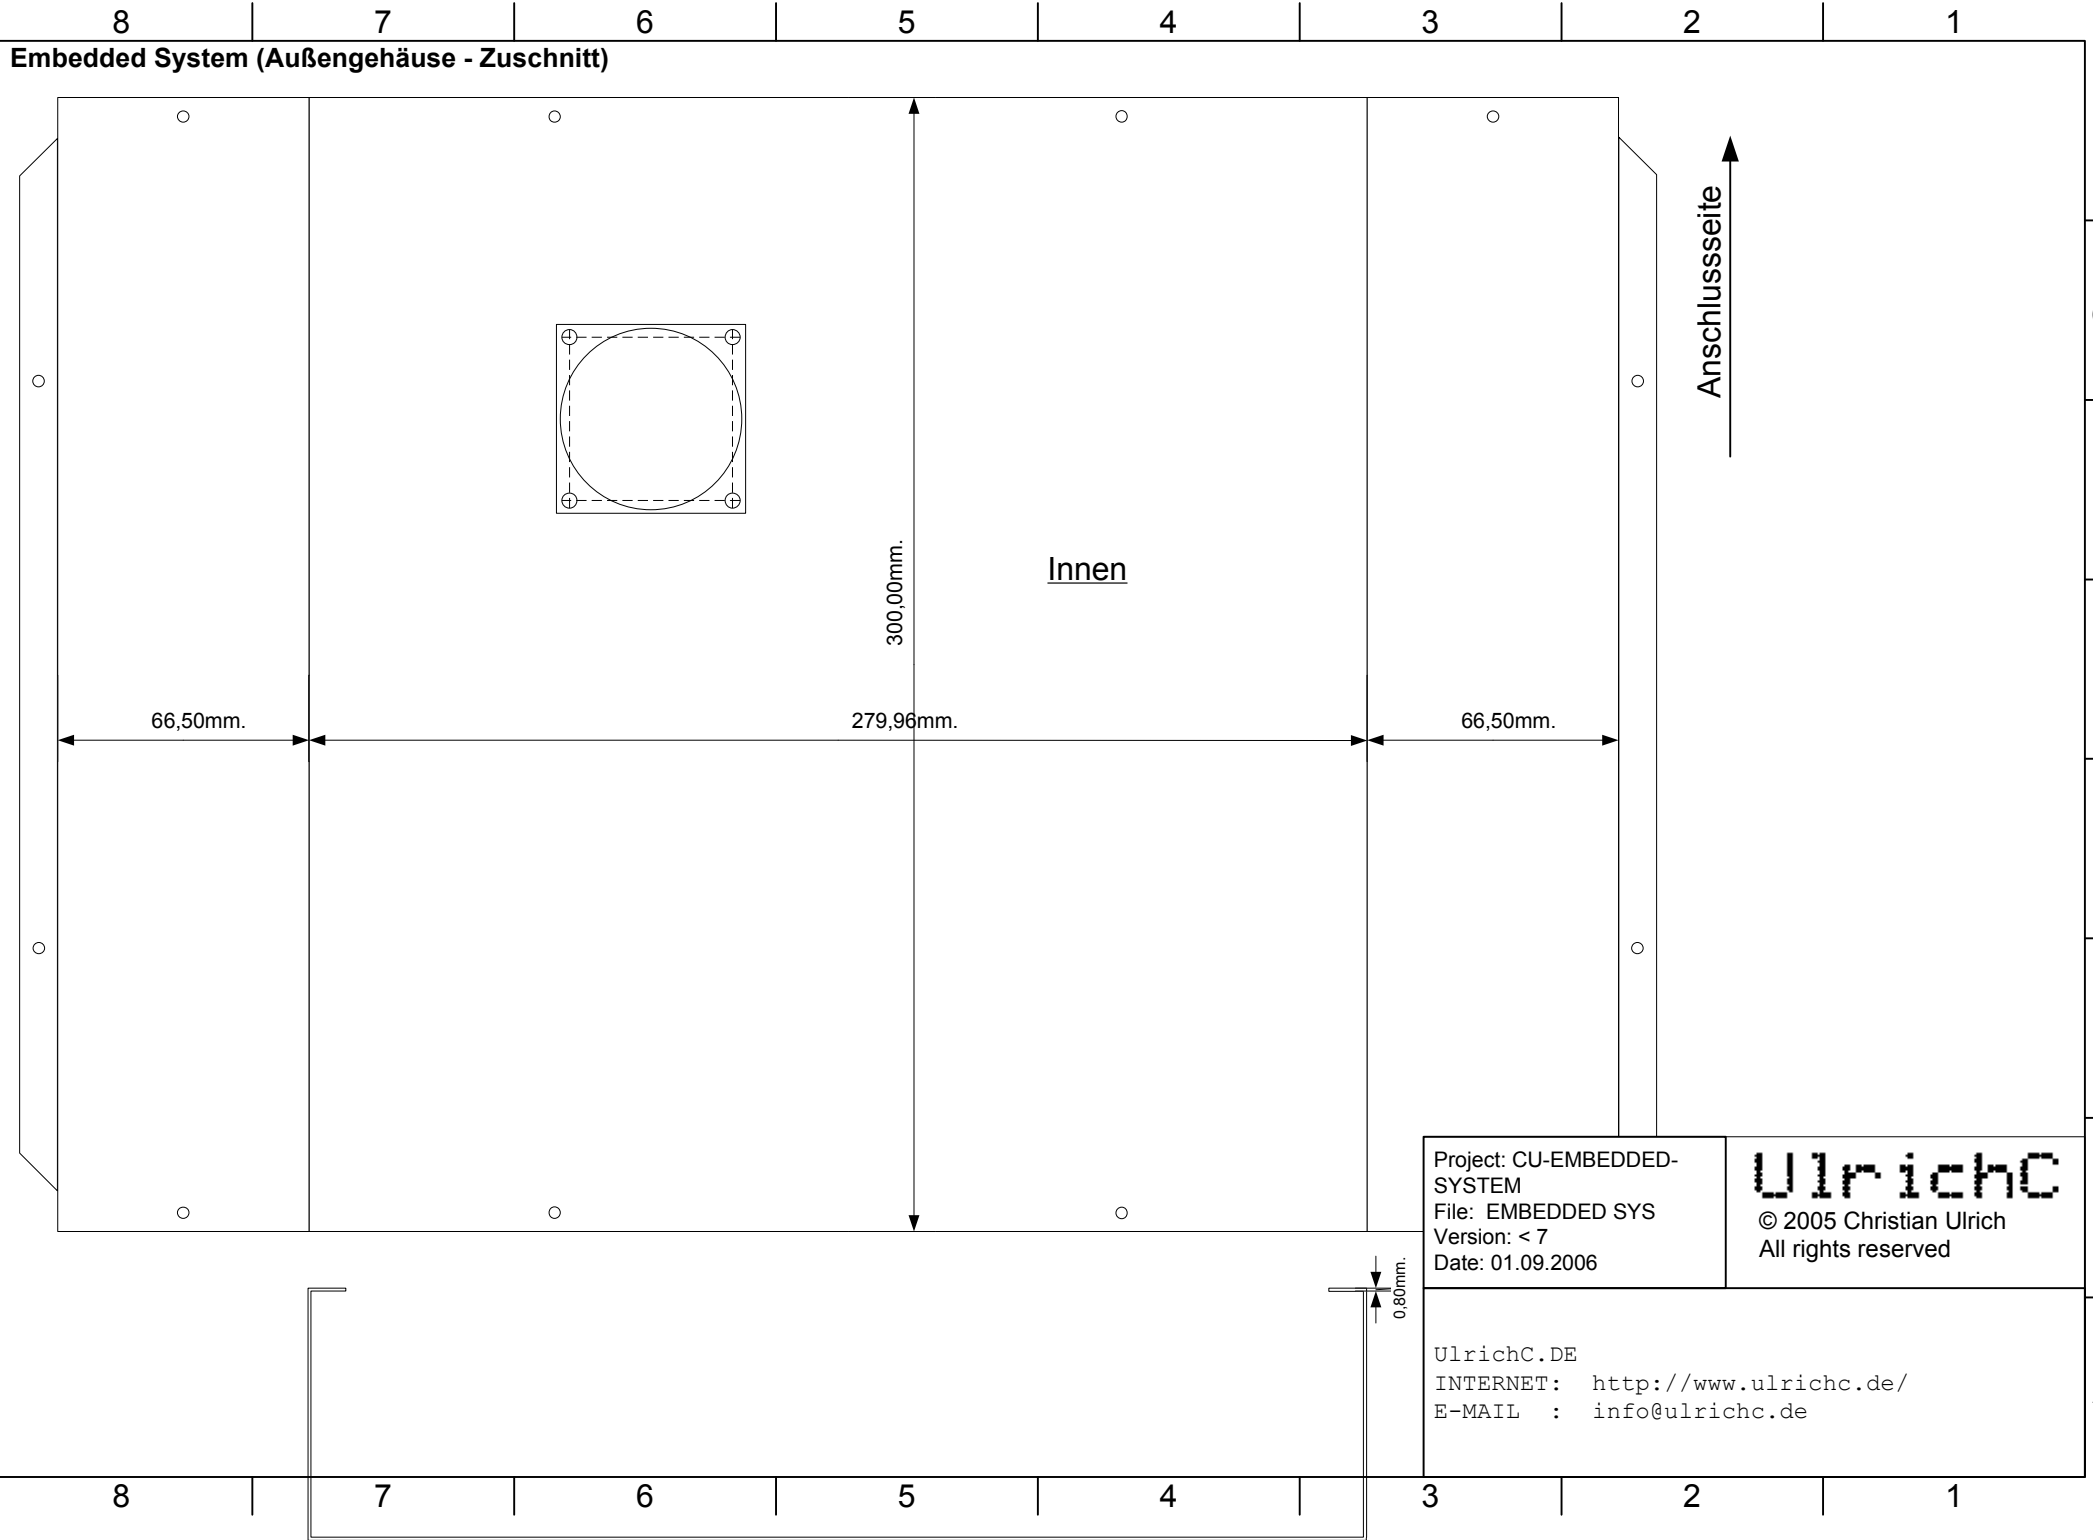 8 7 6 5 4 3 2 1
Embedded System (Außengehäuse - Zuschnitt)
Anschlussseite
Innen
300,00mm.
66,50mm.
279,96mm.
66,50mm.
Project: CU-EMBEDDED-
SYSTEM
File: EMBEDDED SYS
Version: < 7
Date: 01.09.2006
UlrichC
© 2005 Christian Ulrich
All rights reserved
0,80mm.
UlrichC.DE
INTERNET: http://www.ulrichc.de/
E-MAIL : info@ulrichc.de
8 7 6 5 4 3 2 1